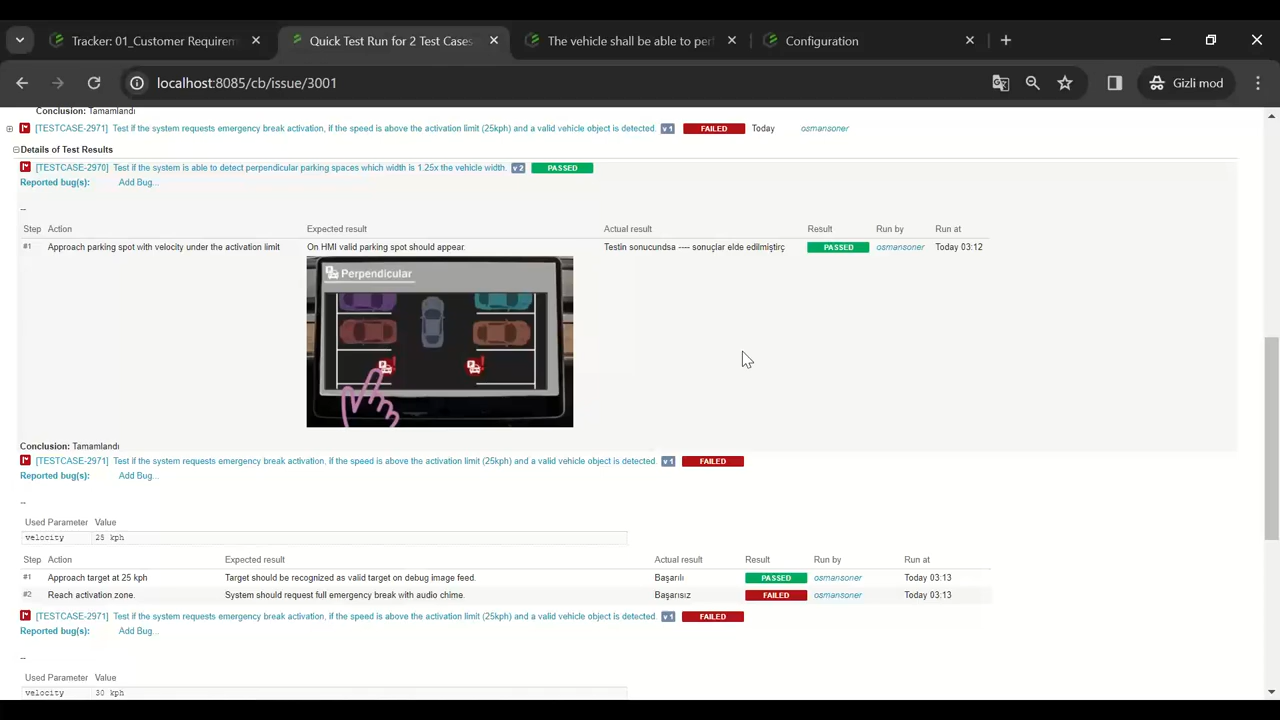 Tracker: 01_Customer Requirem
Quick Test Run for 2 Test Cases
The vehicle shall be able to perf
Configuration
localhost:8085/cb/issue/3001
Gizli mod
Conclusion: Tamamlandı
[TESTCASE-2971] Test if the system requests emergency break activation, if the speed is above the activation limit (25kph) and a valid vehicle object is detected. v 1 FAILED Today osmansoner
Details of Test Results
[TESTCASE-2970] Test if the system is able to detect perpendicular parking spaces which width is 1.25x the vehicle width. v 2 PASSED
Reported bug(s): Add Bug...
--
Step Action Expected result Actual result Result Run by Run at
#1 Approach parking spot with velocity under the activation limit On HMI valid parking spot should appear. Testin sonucundsa ---- sonuçlar elde edilmiştirç PASSED osmansoner Today 03:12
Perpendicular
Conclusion: Tamamlandı
[TESTCASE-2971] Test if the system requests emergency break activation, if the speed is above the activation limit (25kph) and a valid vehicle object is detected. v 1 FAILED
Reported bug(s): Add Bug...
--
Used Parameter Value
velocity 25 kph
Step Action Expected result Actual result Result Run by Run at
#1 Approach target at 25 kph Target should be recognized as valid target on debug image feed. Başarılı PASSED osmansoner Today 03:13
#2 Reach activation zone. System should request full emergency break with audio chime. Başarısız FAILED osmansoner Today 03:13
[TESTCASE-2971] Test if the system requests emergency break activation, if the speed is above the activation limit (25kph) and a valid vehicle object is detected. v 1 FAILED
Reported bug(s): Add Bug...
--
Used Parameter Value
velocity 30 kph